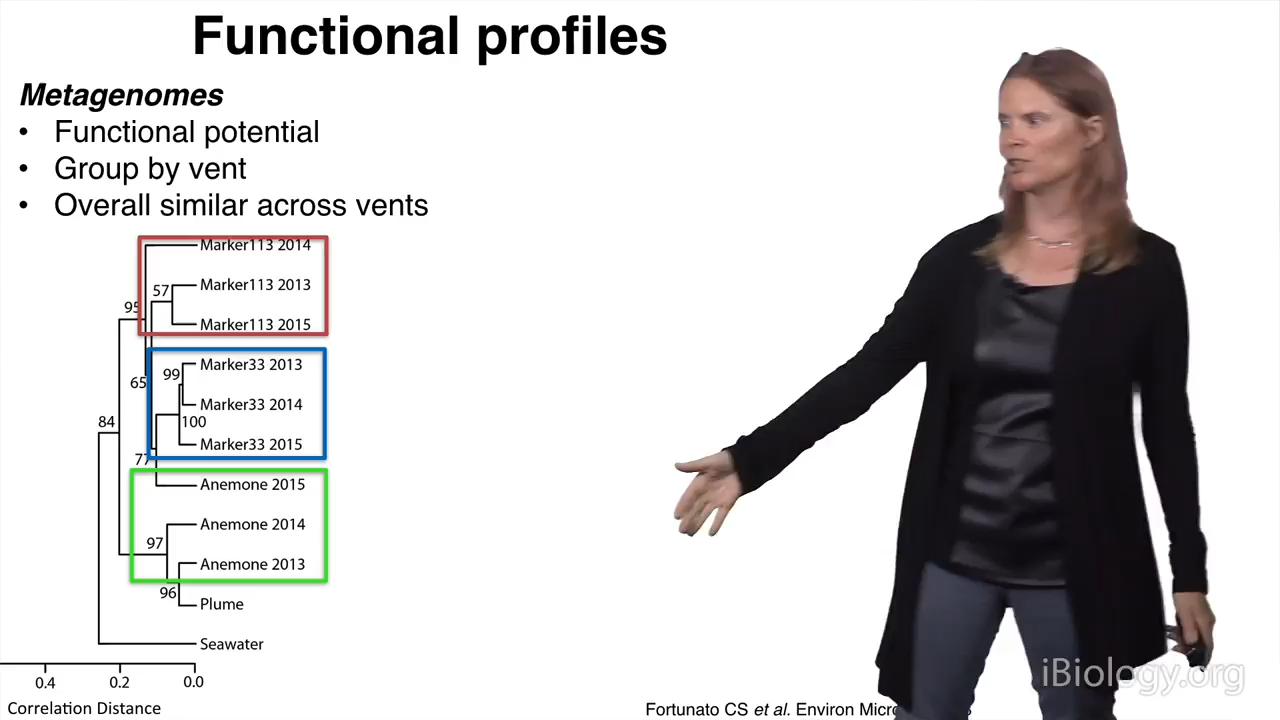 Functional profiles
Metagenomes
• Functional potential
• Group by vent
• Overall similar across vents
Marker113 2014
Marker113 2013
Marker113 2015
Marker33 2013
Marker33 2014
Marker33 2015
Anemone 2015
Anemone 2014
Anemone 2013
Plume
Seawater
95
57
65
99
100
84
77
97
96
0.4 0.2 0.0
Correlation Distance
Fortunato CS et al. Environ
iBiology.org